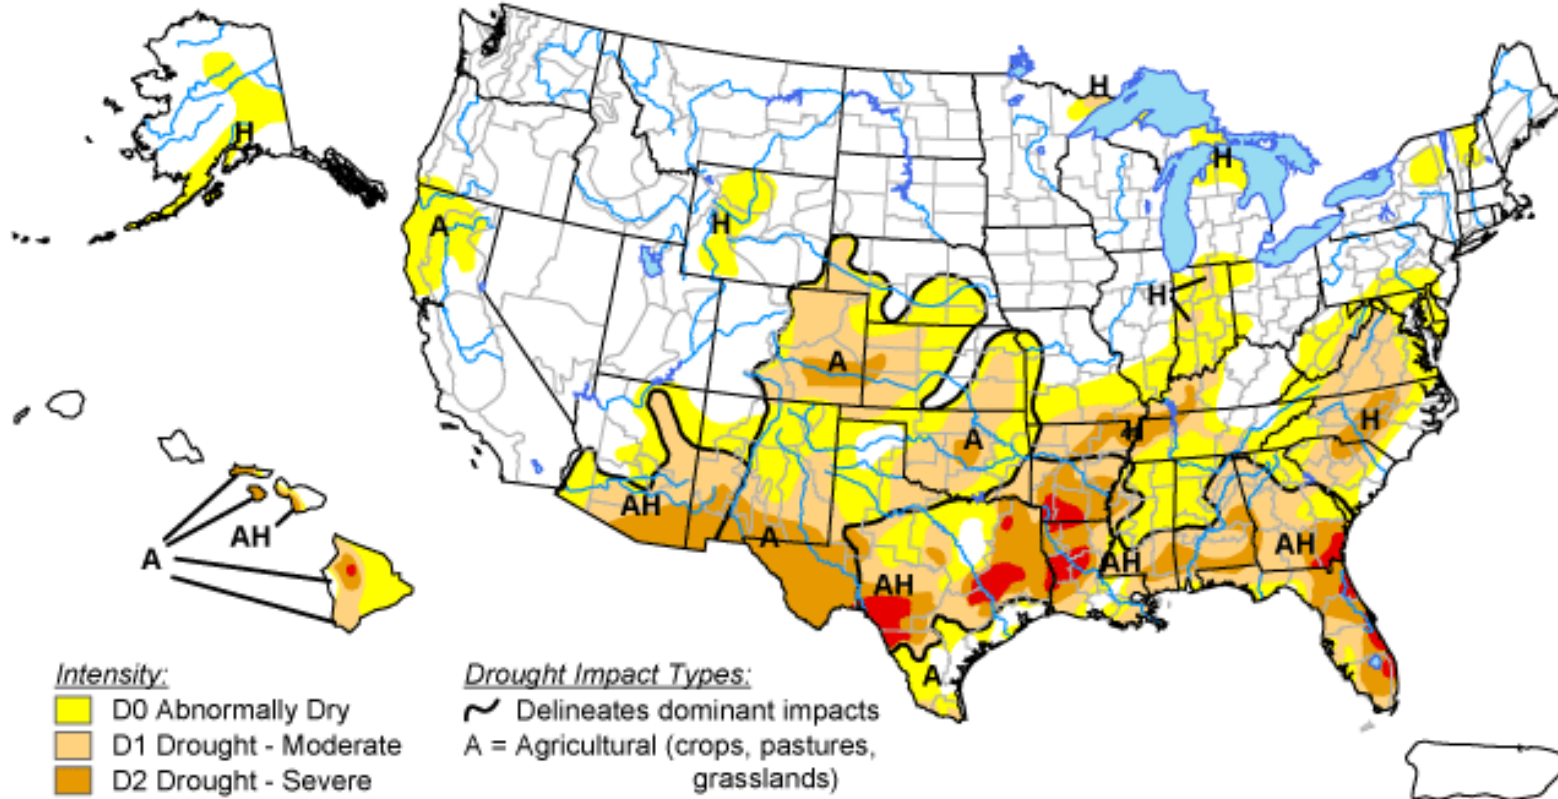 H
H
H
A
H
H
A
A
H
H
AH
A
AH
A
AH
AH
AH
A
A
Intensity:
D0 Abnormally Dry
D1 Drought - Moderate
D2 Drought - Severe
Drought Impact Types:
Delineates dominant impacts
A = Agricultural (crops, pastures,
grasslands)